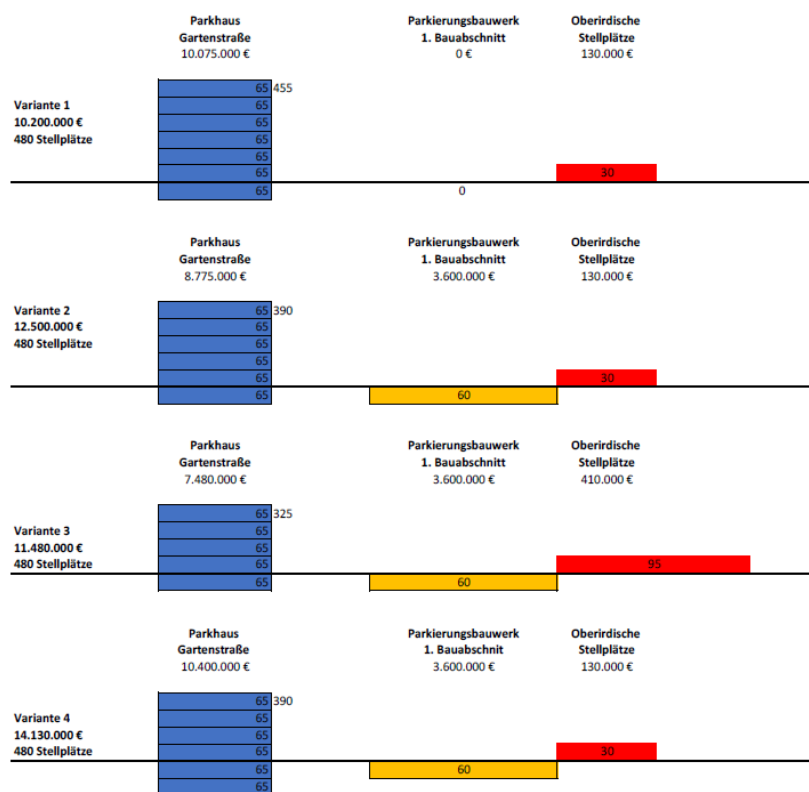 Parkhaus Parkierungsbauwerk Oberirdische
Gartenstraße 1. Bauabschnitt Stellplätze
10.075.000 € 0 € 130.000 €
65 455
Variante 1 65
10.200.000 € 65
480 Stellplätze 65
65
65 30
65 0
Parkhaus Parkierungsbauwerk Oberirdische
Gartenstraße 1. Bauabschnitt Stellplätze
8.775.000 € 3.600.000 € 130.000 €
Variante 2 65 390
12.500.000 € 65
480 Stellplätze 65
65
65 30
65 60
Parkhaus Parkierungsbauwerk Oberirdische
Gartenstraße 1. Bauabschnitt Stellplätze
7.480.000 € 3.600.000 € 410.000 €
65 325
Variante 3 65
11.480.000 € 65
480 Stellplätze 65 95
65 60
Parkhaus Parkierungsbauwerk Oberirdische
Gartenstraße 1. Bauabschnit Stellplätze
10.400.000 € 3.600.000 € 130.000 €
65 390
Variante 4 65
14.130.000 € 65
480 Stellplätze 65 30
65 60
65